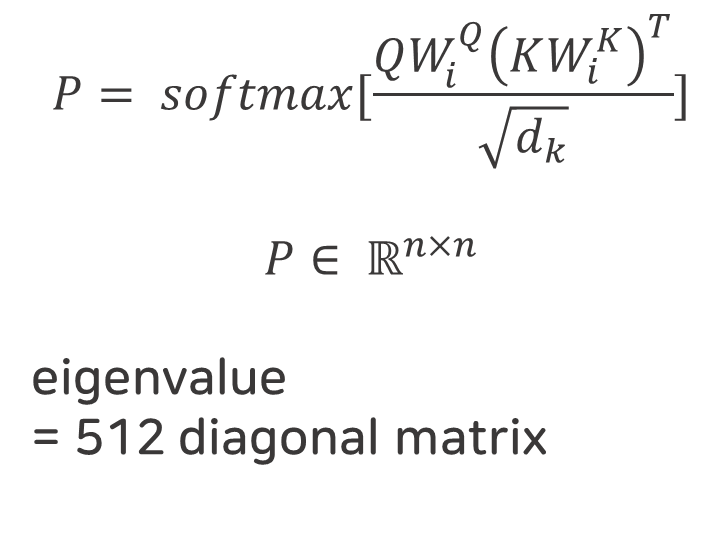 P = softmax[QW_i^Q(KW_i^K)^T / √d_k]
P ∈ ℝ^{n×n}
eigenvalue
= 512 diagonal matrix